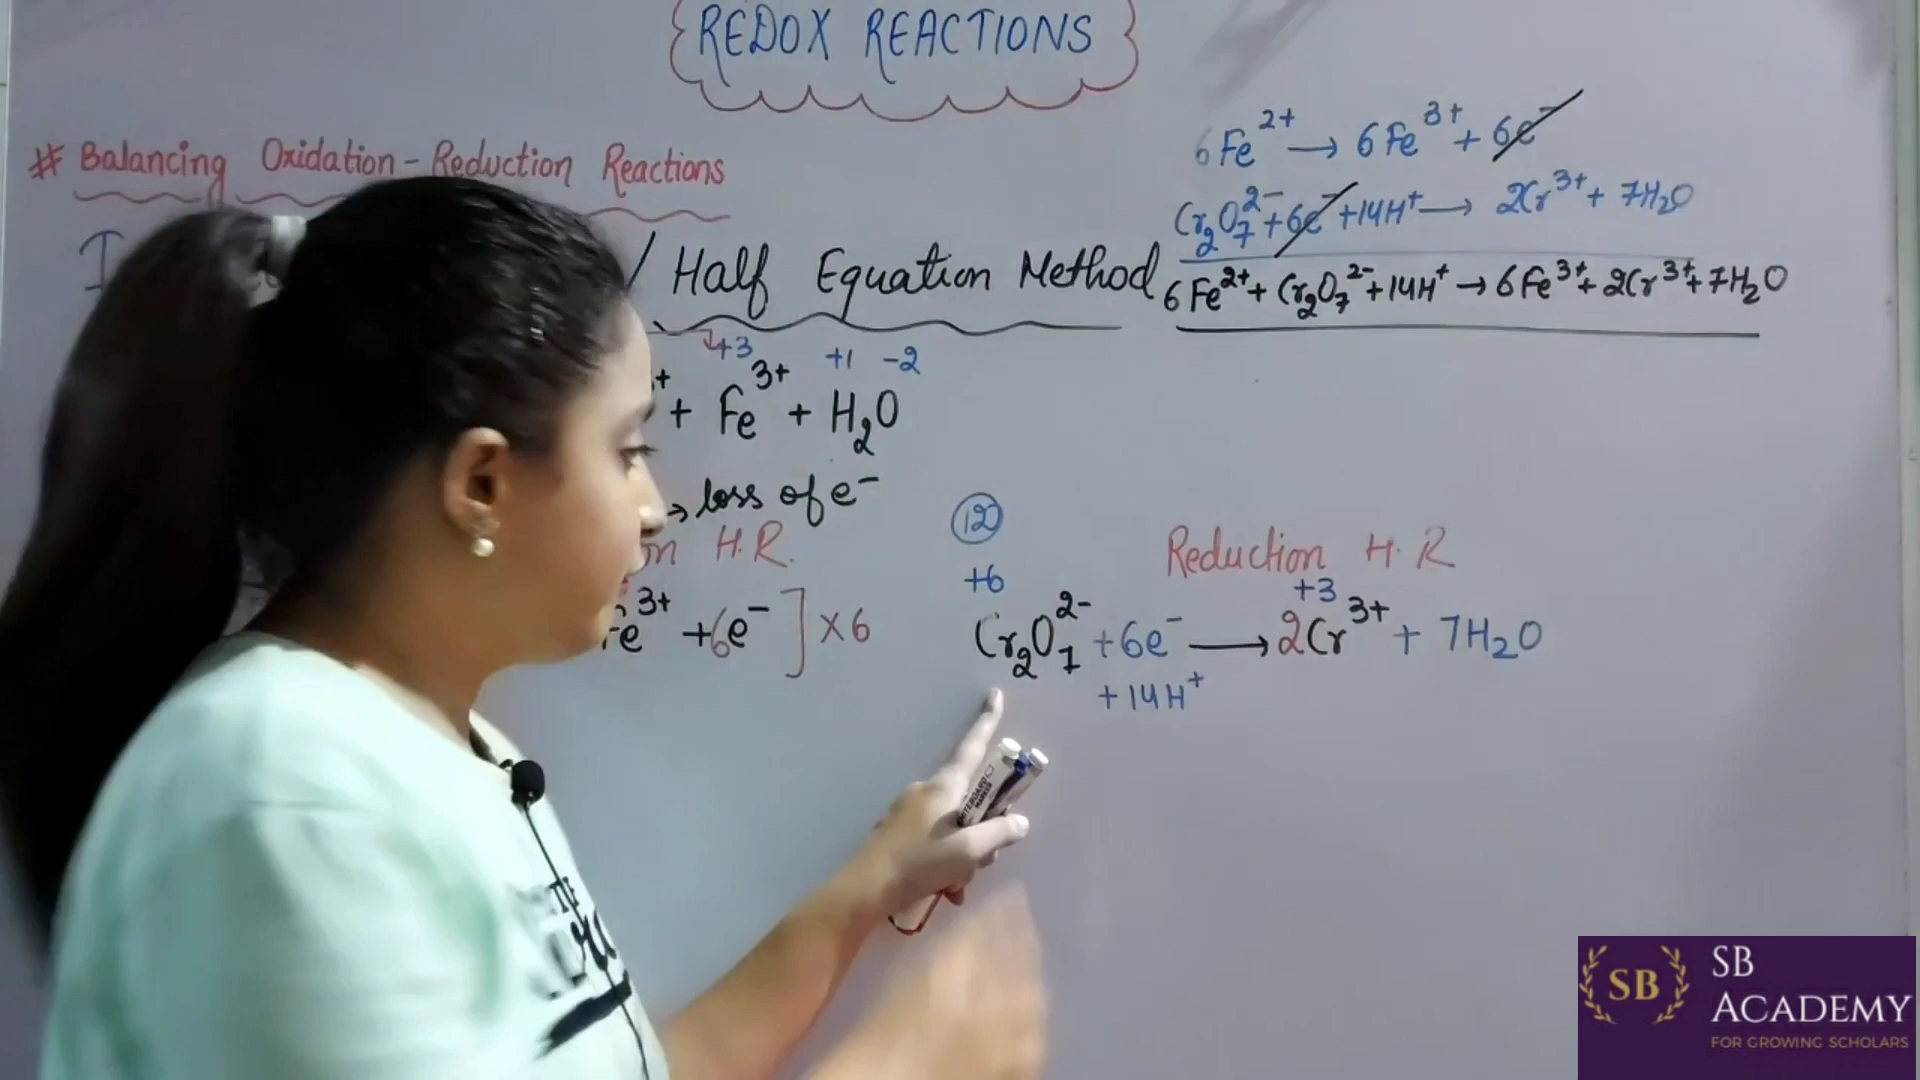 REDOX REACTIONS
# Balancing Oxidation-Reduction Reactions
/ Half Equation Method
6Fe²⁺ → 6Fe³⁺ + 6e⁻
Cr₂O₇²⁻ + 6e⁻ + 14H⁺ → 2Cr³⁺ + 7H₂O
6Fe²⁺ + Cr₂O₇²⁻ + 14H⁺ → 6Fe³⁺ + 2Cr³⁺ + 7H₂O
+3 +1 -2
+ Fe³⁺ + H₂O
→ loss of e⁻
H.R.
Fe³⁺ + 6e⁻ ] × 6
12
Reduction H.R
+6 +3
Cr₂O₇²⁻ + 6e⁻ → 2Cr³⁺ + 7H₂O
+ 14H⁺
SB
SB
ACADEMY
FOR GROWING SCHOLARS